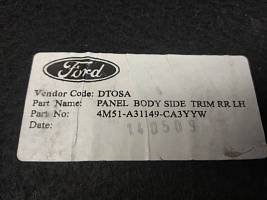 Ford
Vendor Code: DTOSA
Part Name: PANEL BODY SIDE TRIM RR LH
Part No: 4M51-A31149-CA3YYW
Date: 140509